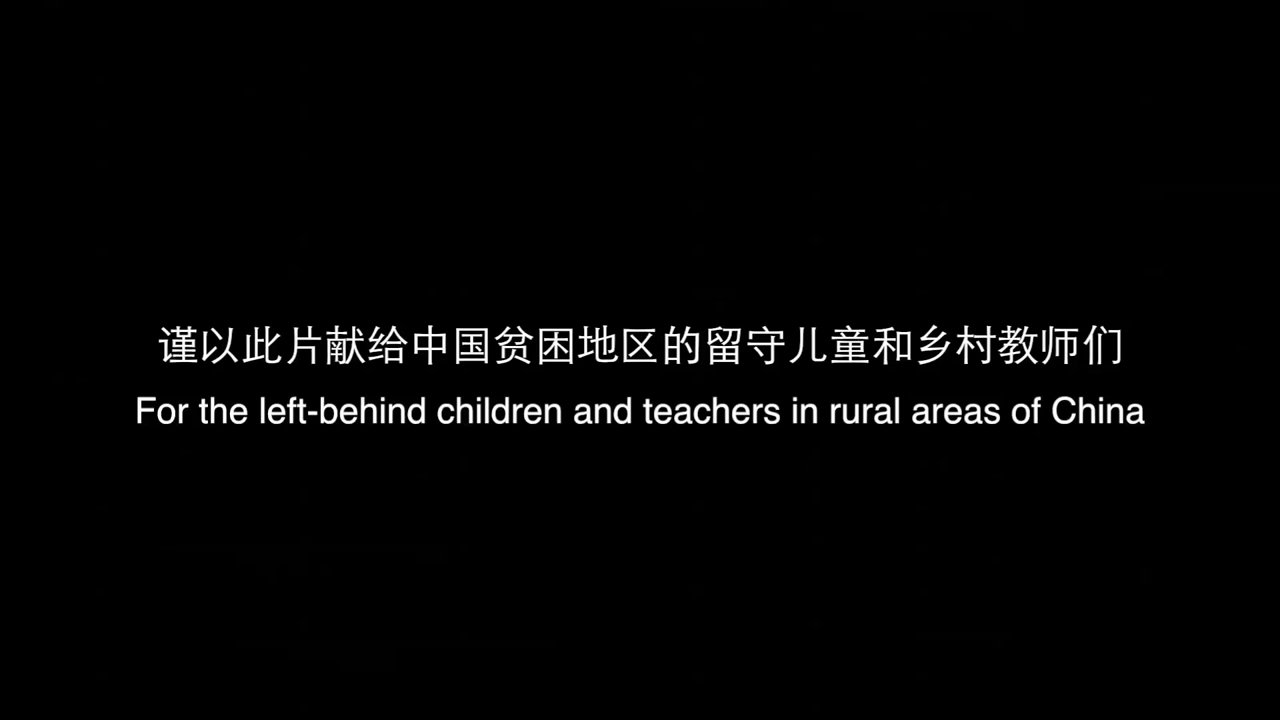 谨以此片献给中国贫困地区的留守儿童和乡村教师们
For the left-behind children and teachers in rural areas of China